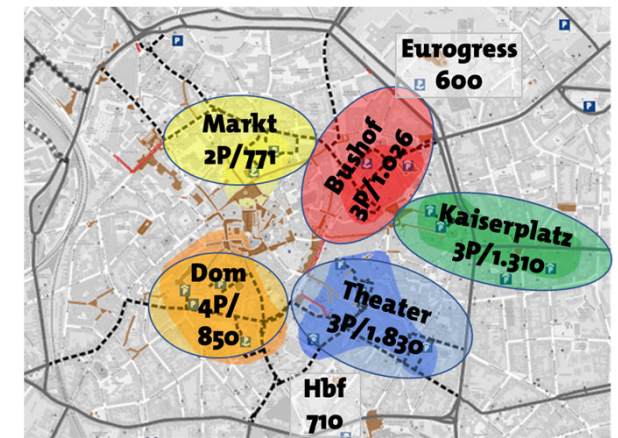 Eurogress
600
Markt
2P/771
Bushof
3P/1.026
Kaiserplatz
3P/1.310
Dom
4P/
850
Theater
3P/1.830
Hbf
710